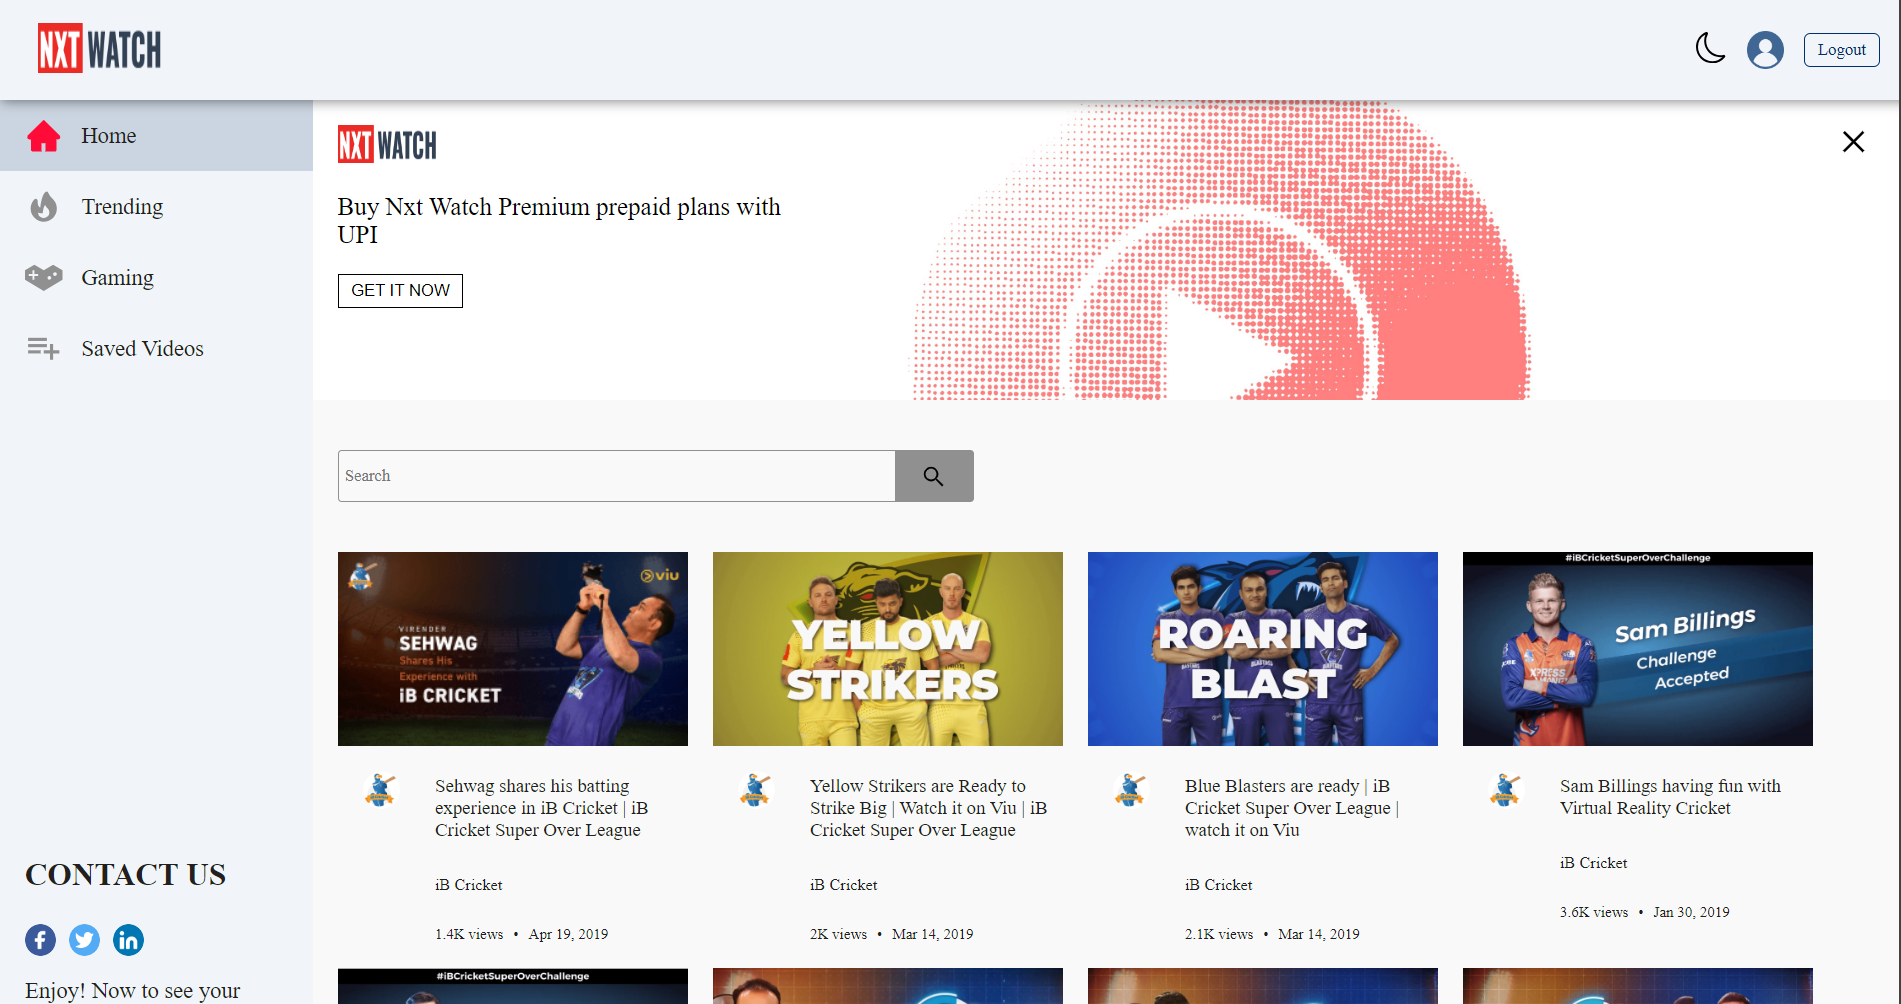 NXT WATCH
Logout
Home
Trending
Gaming
Saved Videos
CONTACT US
Enjoy! Now to see your
NXT WATCH
Buy Nxt Watch Premium prepaid plans with
UPI
GET IT NOW
Search
viu
VIRENDER
SEHWAG
Shares His
Experience with
iB CRICKET
Sehwag shares his batting
experience in iB Cricket | iB
Cricket Super Over League
iB Cricket
1.4K views • Apr 19, 2019
YELLOW
STRIKERS
Yellow Strikers are Ready to
Strike Big | Watch it on Viu | iB
Cricket Super Over League
iB Cricket
2K views • Mar 14, 2019
ROARING
BLAST
Blue Blasters are ready | iB
Cricket Super Over League |
watch it on Viu
iB Cricket
2.1K views • Mar 14, 2019
#iBCricketSuperOverChallenge
Sam Billings
Challenge
Accepted
Sam Billings having fun with
Virtual Reality Cricket
iB Cricket
3.6K views • Jan 30, 2019
#iBCricketSuperOverChallenge